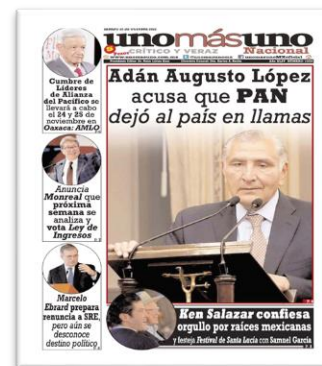 unomásuno
CRÍTICO Y VERAZ
Nacional
Cumbre de
Líderes
de Alianza
del Pacífico se
llevará a cabo
el 24 y 25 de
noviembre en
Oaxaca: AMLO
Anuncia
Monreal que
próxima
semana se
analiza y
vota Ley de
Ingresos
Marcelo
Ebrard prepara
renuncia a SRE,
pero aún se
desconoce
destino político
Adán Augusto López
acusa que PAN
dejó al país en llamas
Ken Salazar confiesa
orgullo por raíces mexicanas
y festeja Festival de Santa Lucía con Samuel García